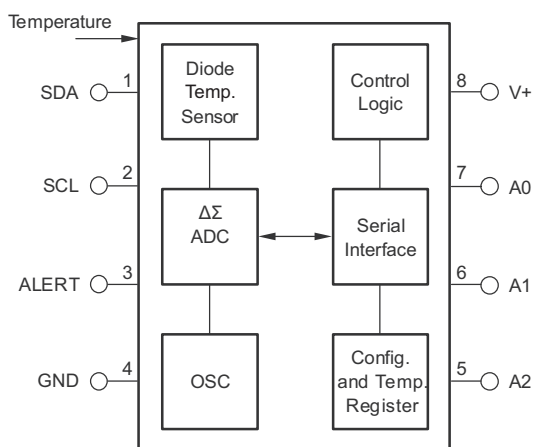 Temperature
1
SDA
2
SCL
3
ALERT
4
GND
Diode
Temp.
Sensor
ΔΣ
ADC
OSC
Control
Logic
Serial
Interface
Config.
and Temp.
Register
8
V+
7
A0
6
A1
5
A2